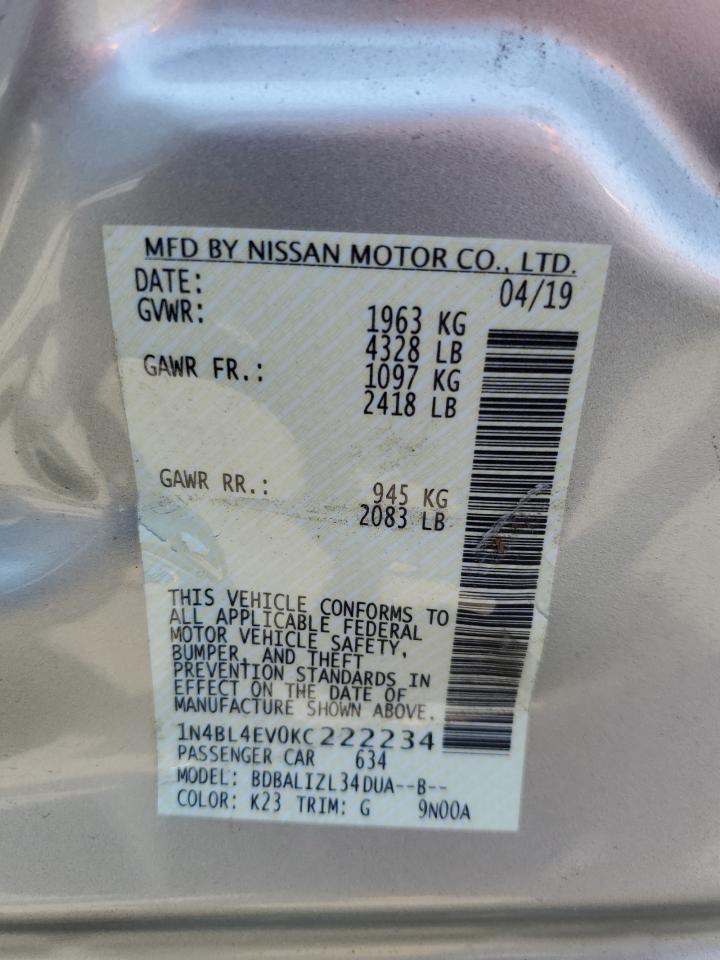 MFD BY NISSAN MOTOR CO., LTD.
DATE: 04/19
GVWR: 1963 KG
4328 LB
GAWR FR.: 1097 KG
2418 LB
GAWR RR.: 945 KG
2083 LB
THIS VEHICLE CONFORMS TO
ALL APPLICABLE FEDERAL
MOTOR VEHICLE SAFETY,
BUMPER, AND THEFT
PREVENTION STANDARDS IN
EFFECT ON THE DATE OF
MANUFACTURE SHOWN ABOVE.
1N4BL4EV0KC222234
PASSENGER CAR 634
MODEL: BDBALIZL34DUA--B--
COLOR: K23 TRIM: G 9N00A